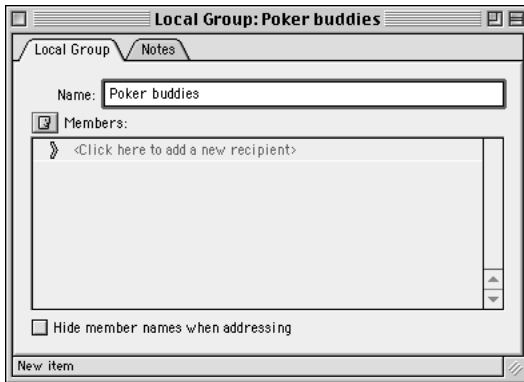 Local Group: Poker buddies
Local Group Notes
Name: Poker buddies
Members:
<Click here to add a new recipient>
Hide member names when addressing
New item